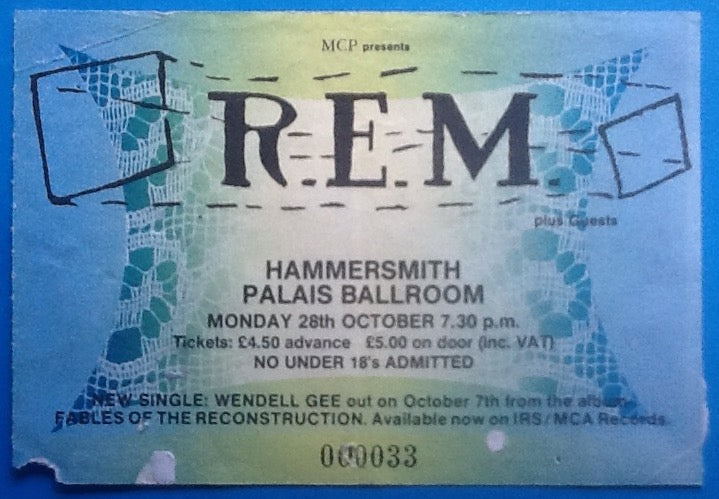 MCP presents
R.E.M.
plus Guests
HAMMERSMITH
PALAIS BALLROOM
MONDAY 28th OCTOBER 7.30 p.m.
Tickets: £4.50 advance £5.00 on door (inc. VAT)
NO UNDER 18's ADMITTED
NEW SINGLE: WENDELL GEE out on October 7th from the album
FABLES OF THE RECONSTRUCTION. Available now on IRS/MCA Records.
000033